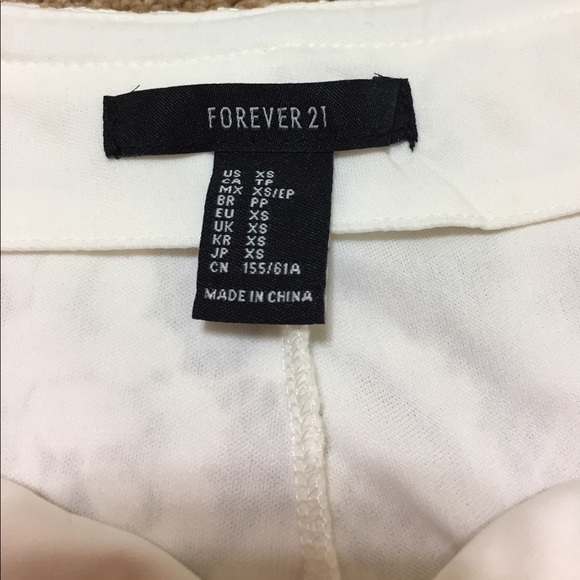 FOREVER 21
US XS
CA TP
MX XS/EP
BR PP
EU XS
UK XS
KR XS
JP XS
CN 155/61A
MADE IN CHINA